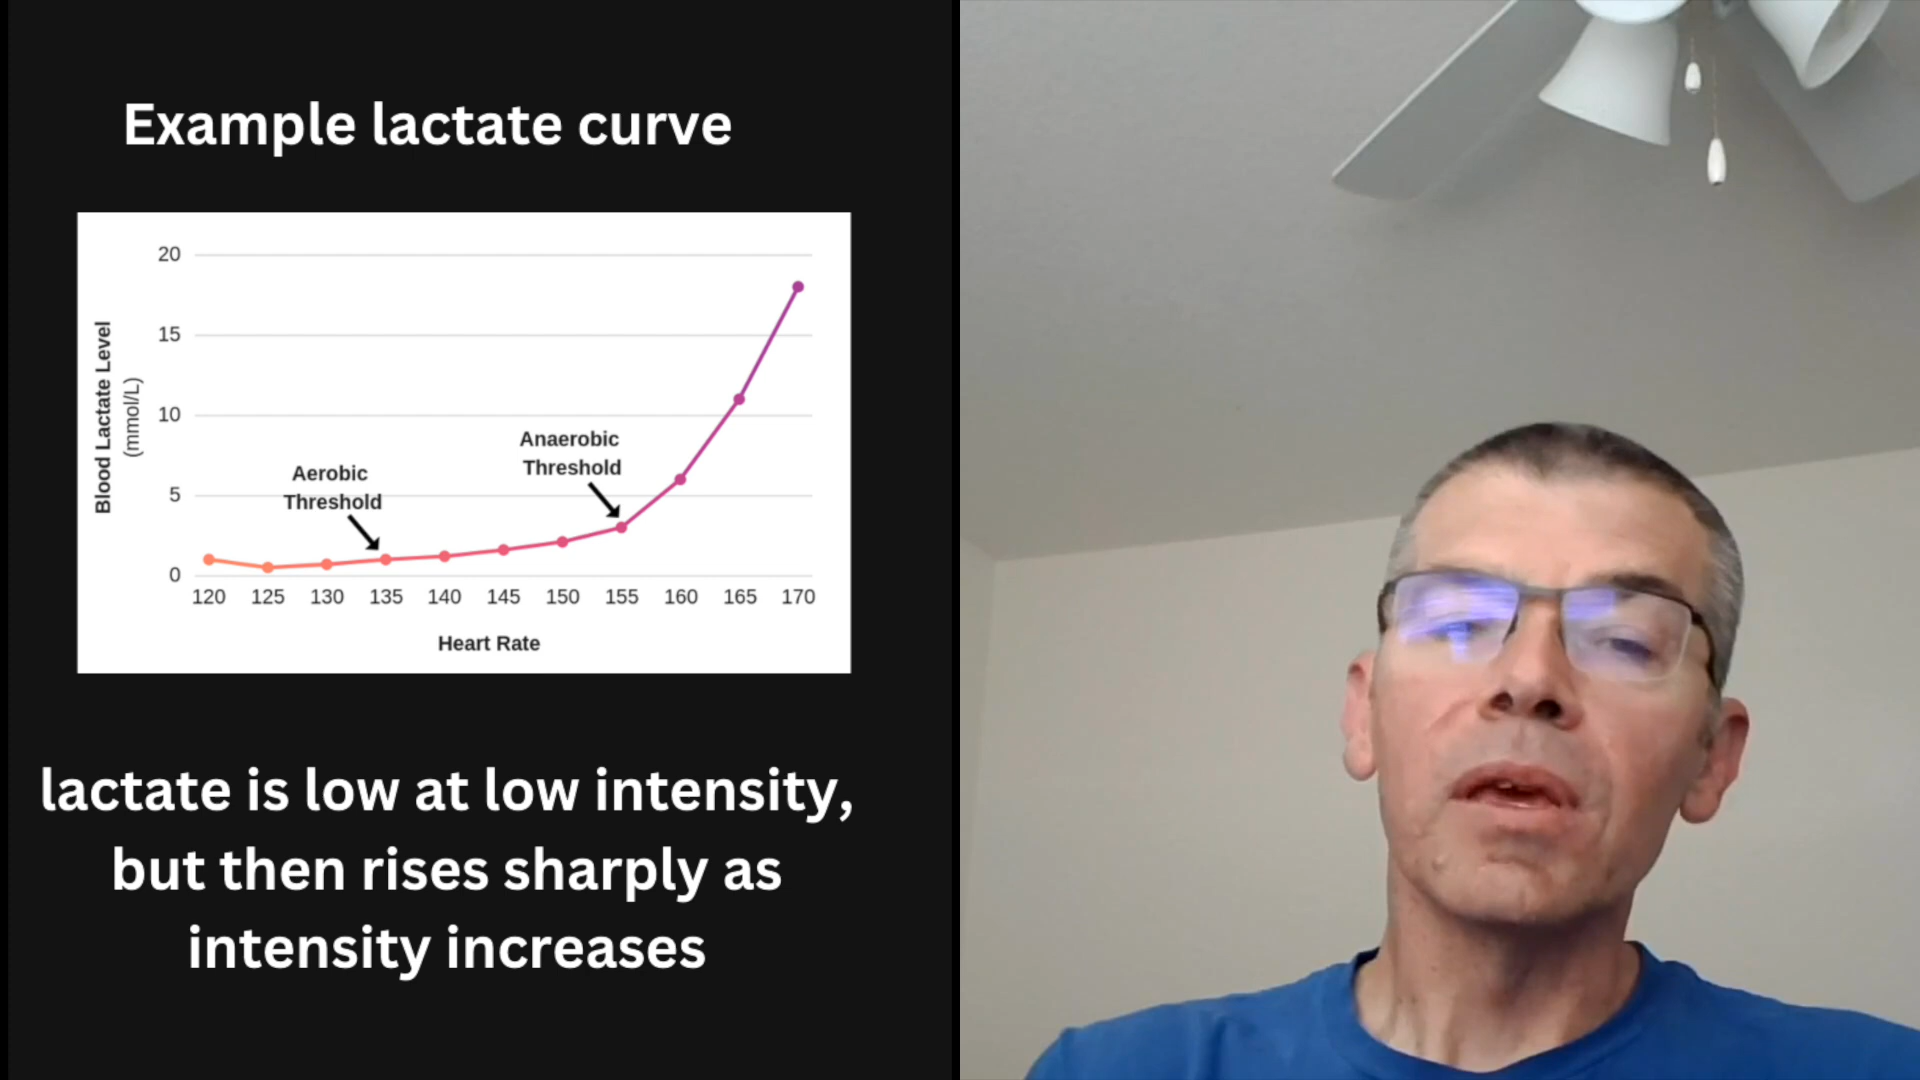 Example lactate curve
20
15
10
5
0
Blood Lactate Level
(mmol/L)
Aerobic
Threshold
Anaerobic
Threshold
120 125 130 135 140 145 150 155 160 165 170
Heart Rate
lactate is low at low intensity,
but then rises sharply as
intensity increases